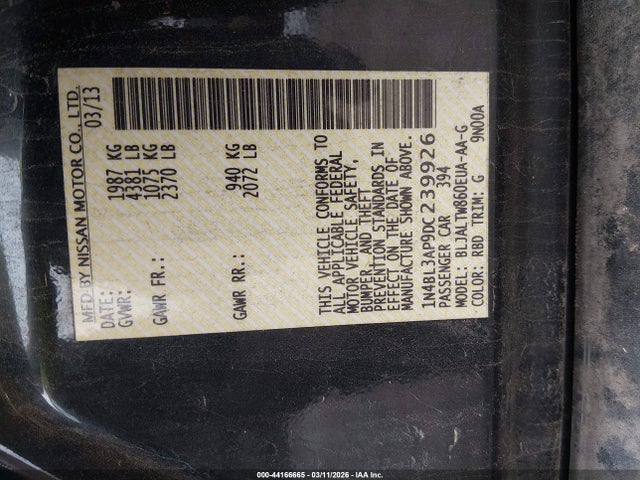 MFD BY NISSAN MOTOR CO., LTD.
DATE: 03/13
GVWR: 1987 KG
4381 LB
GAWR FR.: 1075 KG
2370 LB
GAWR RR.: 940 KG
2072 LB
THIS VEHICLE CONFORMS TO
ALL APPLICABLE FEDERAL
MOTOR VEHICLE SAFETY,
BUMPER, AND THEFT
PREVENTION STANDARDS IN
EFFECT ON THE DATE OF
MANUFACTURE SHOWN ABOVE.
1N4BL3AP9DC239926
PASSENGER CAR 394
MODEL: BLJALTW860EUA-AA-G
COLOR: RBD TRIM: G 9N00A
000-44166665 - 03/11/2026 - IAA Inc.